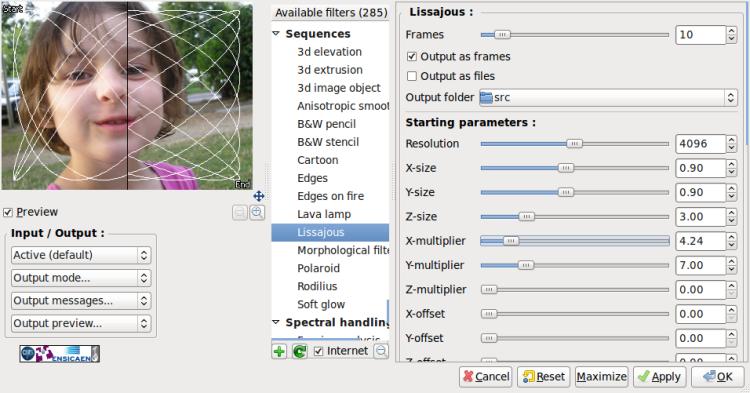 Start
End
Preview
Input / Output :
Active (default)
Output mode...
Output messages...
Output preview...
ENSICAEN
Available filters (285)
Sequences
3d elevation
3d extrusion
3d image object
Anisotropic smoot
B&W pencil
B&W stencil
Cartoon
Edges
Edges on fire
Lava lamp
Lissajous
Morphological filte
Polaroid
Rodilius
Soft glow
Spectral handling
Internet
Lissajous :
Frames 10
Output as frames
Output as files
Output folder src
Starting parameters :
Resolution 4096
X-size 0.90
Y-size 0.90
Z-size 3.00
X-multiplier 4.24
Y-multiplier 7.00
Z-multiplier 0.00
X-offset 0.00
Y-offset 0.00
Z-offset 0.00
Cancel Reset Maximize Apply OK